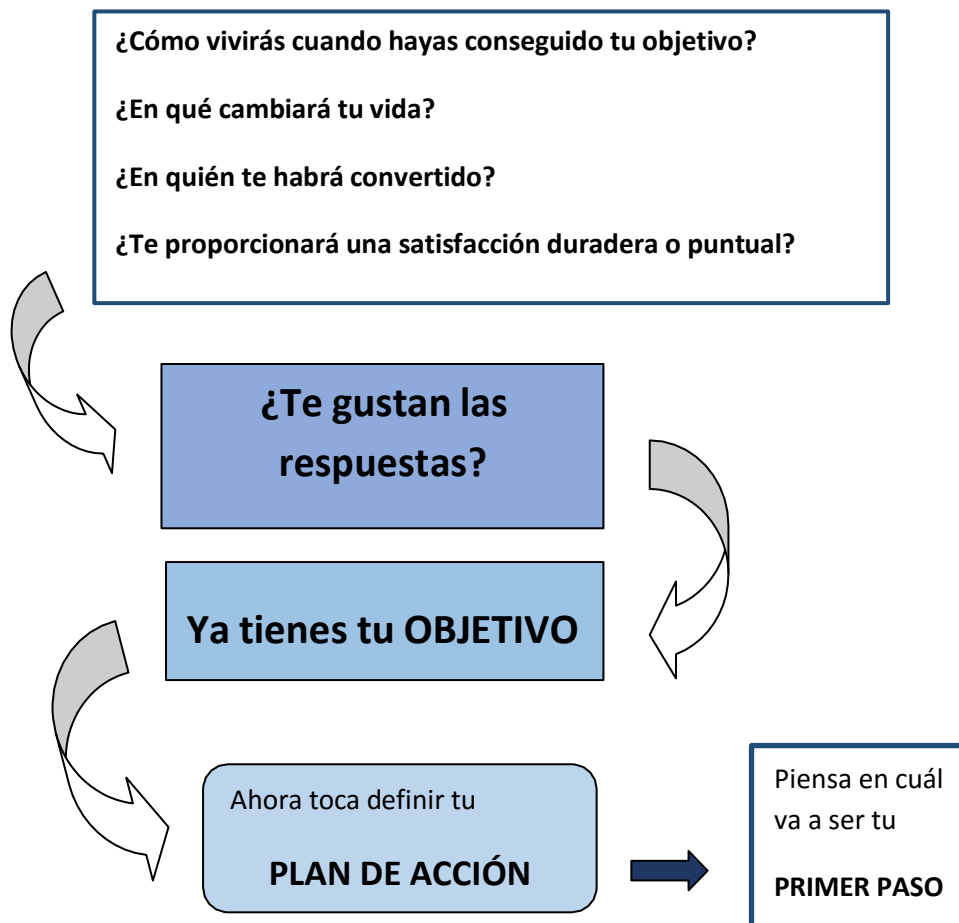 ¿Cómo vivirás cuando hayas conseguido tu objetivo?
¿En qué cambiará tu vida?
¿En quién te habrá convertido?
¿Te proporcionará una satisfacción duradera o puntual?
¿Te gustan las
respuestas?
Ya tienes tu OBJETIVO
Ahora toca definir tu
PLAN DE ACCIÓN
Piensa en cuál
va a ser tu
PRIMER PASO